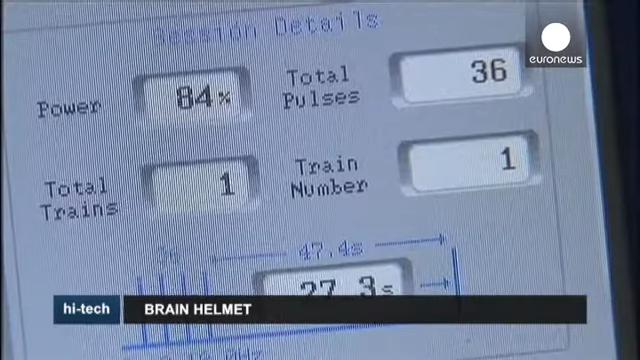 Session Details
euronews
Power
84%
Total
Pulses
36
Total
Trains
1
Train
Number
1
47.4s
27.3s
hi-tech
BRAIN HELMET